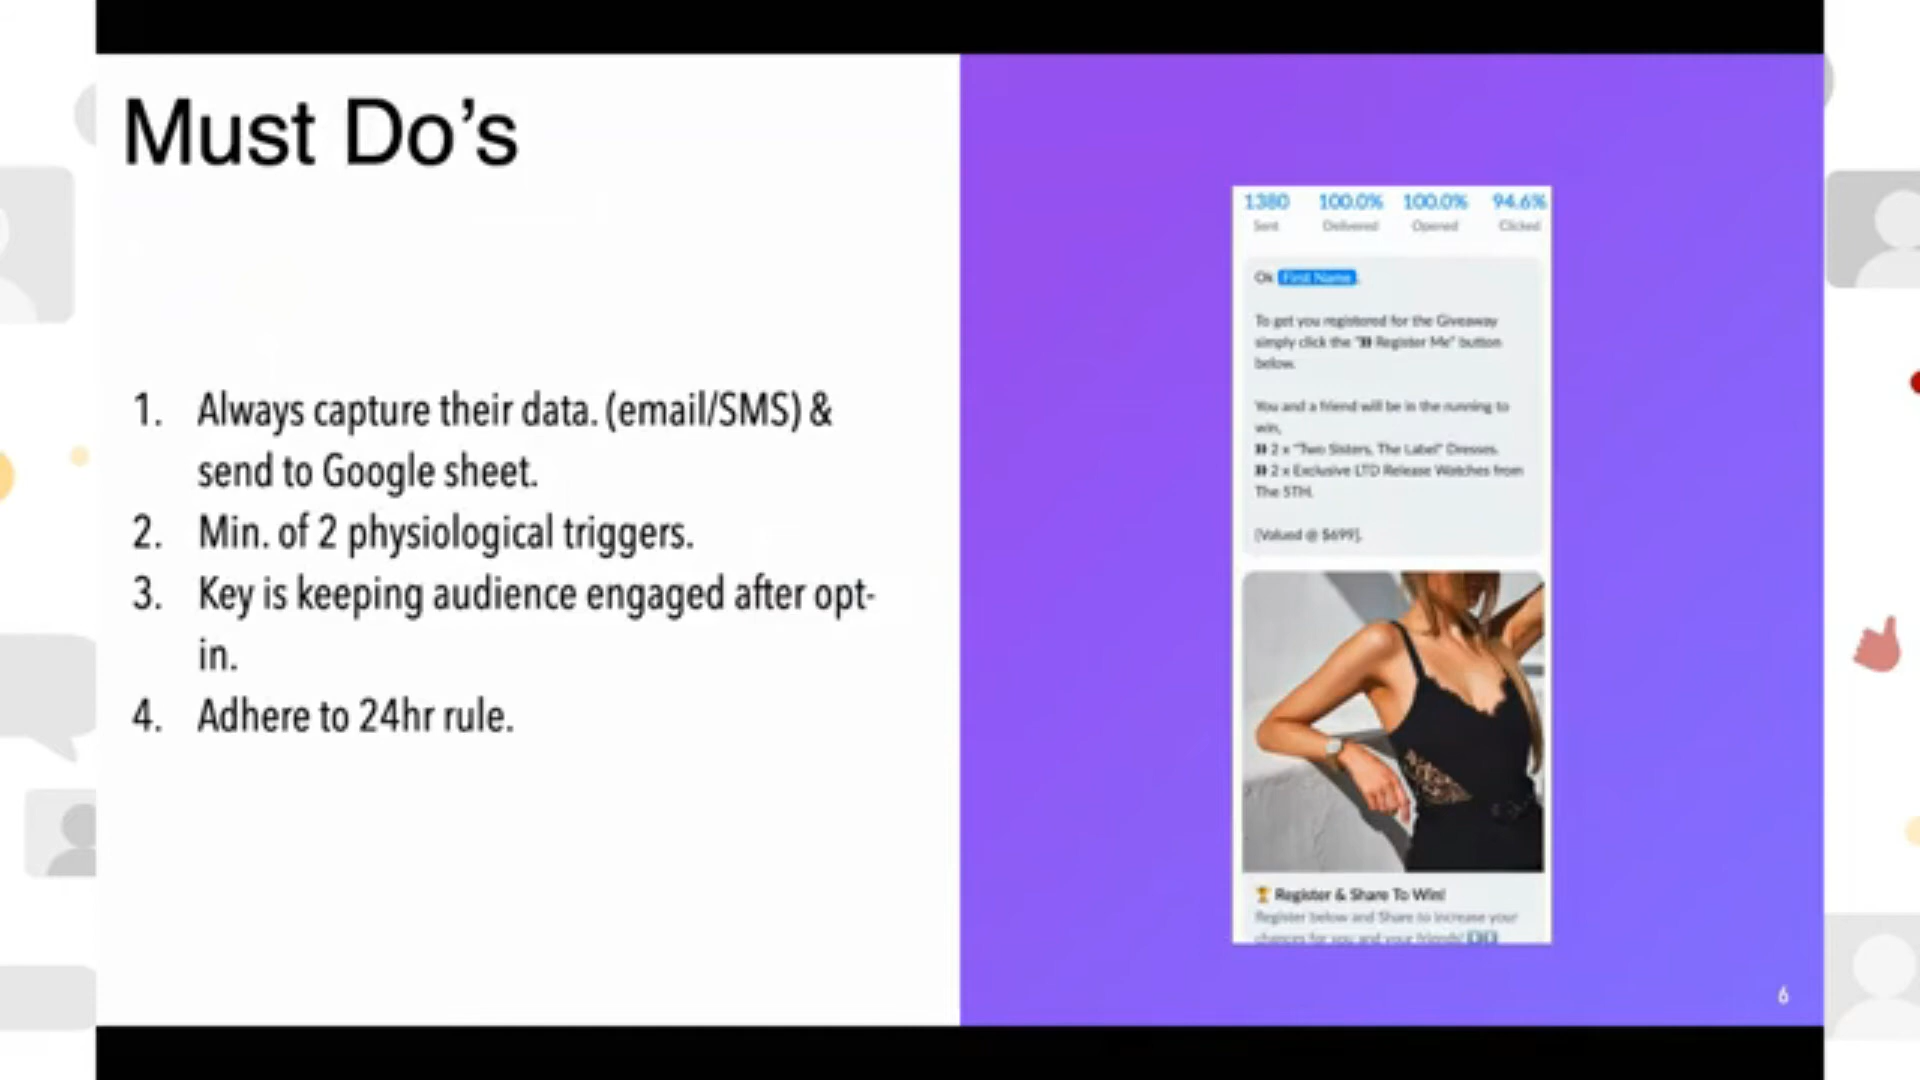 Must Do’s
1. Always capture their data. (email/SMS) &
send to Google sheet.
2. Min. of 2 physiological triggers.
3. Key is keeping audience engaged after opt-
in.
4. Adhere to 24hr rule.
1380 100.0% 100.0% 94.6%
Sent Delivered Opened Clicked
Ok First Name,
To get you registered for the Giveaway
simply click the "⏩ Register Me" button
below.
You and a friend will be in the running to
win,
⏩ 2 x "Two Sisters, The Label" Dresses.
⏩ 2 x Exclusive LTD Release Watches from
The 5TH.
[Valued @ $699].
🏆 Register & Share To Win!
Register below and Share to increase your
chances for you and your friends!
6